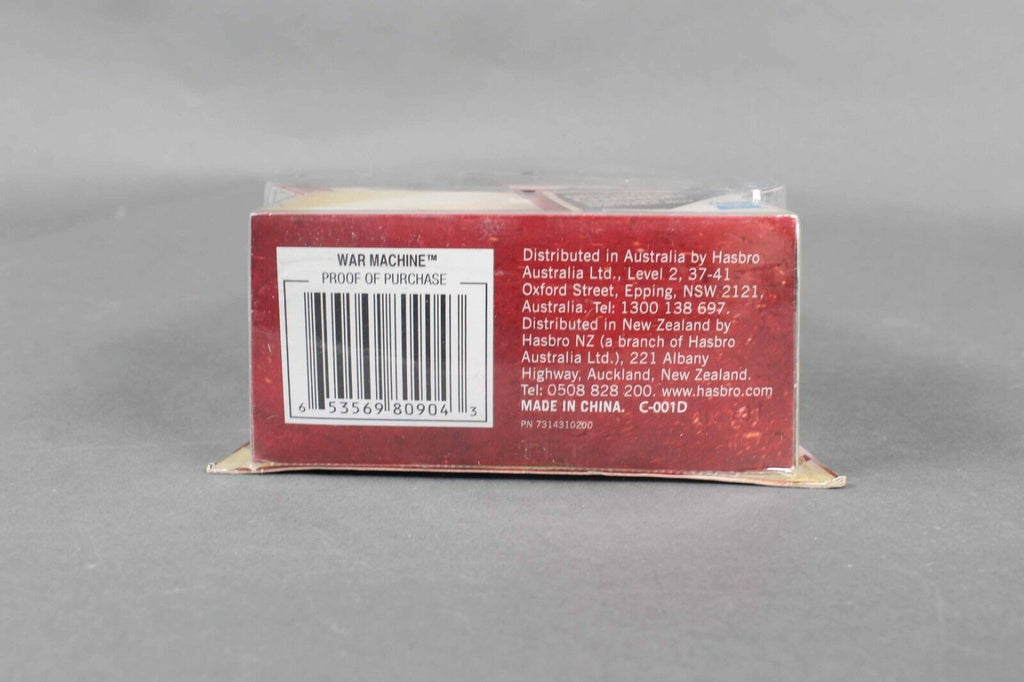 WAR MACHINE™
PROOF OF PURCHASE
6 53569 80904 3
Distributed in Australia by Hasbro
Australia Ltd., Level 2, 37-41
Oxford Street, Epping, NSW 2121,
Australia. Tel: 1300 138 697.
Distributed in New Zealand by
Hasbro NZ (a branch of Hasbro
Australia Ltd.), 221 Albany
Highway, Auckland, New Zealand.
Tel: 0508 828 200. www.hasbro.com
MADE IN CHINA. C-001D
PN 7314310200